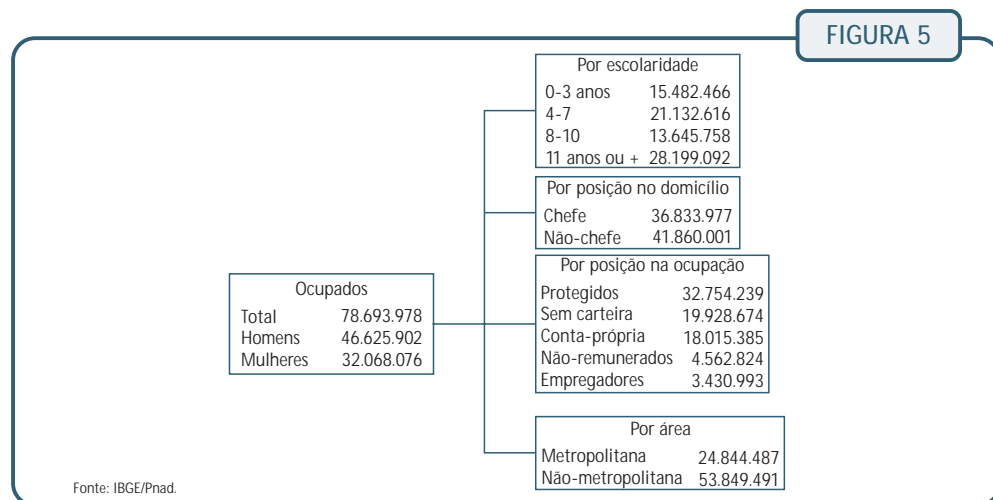 FIGURA 5
Por escolaridade
0-3 anos 15.482.466
4-7 21.132.616
8-10 13.645.758
11 anos ou + 28.199.092
Por posição no domicílio
Chefe 36.833.977
Não-chefe 41.860.001
Ocupados
Total 78.693.978
Homens 46.625.902
Mulheres 32.068.076
Por posição na ocupação
Protegidos 32.754.239
Sem carteira 19.928.674
Conta-própria 18.015.385
Não-remunerados 4.562.824
Empregadores 3.430.993
Por área
Metropolitana 24.844.487
Não-metropolitana 53.849.491
Fonte: IBGE/Pnad.